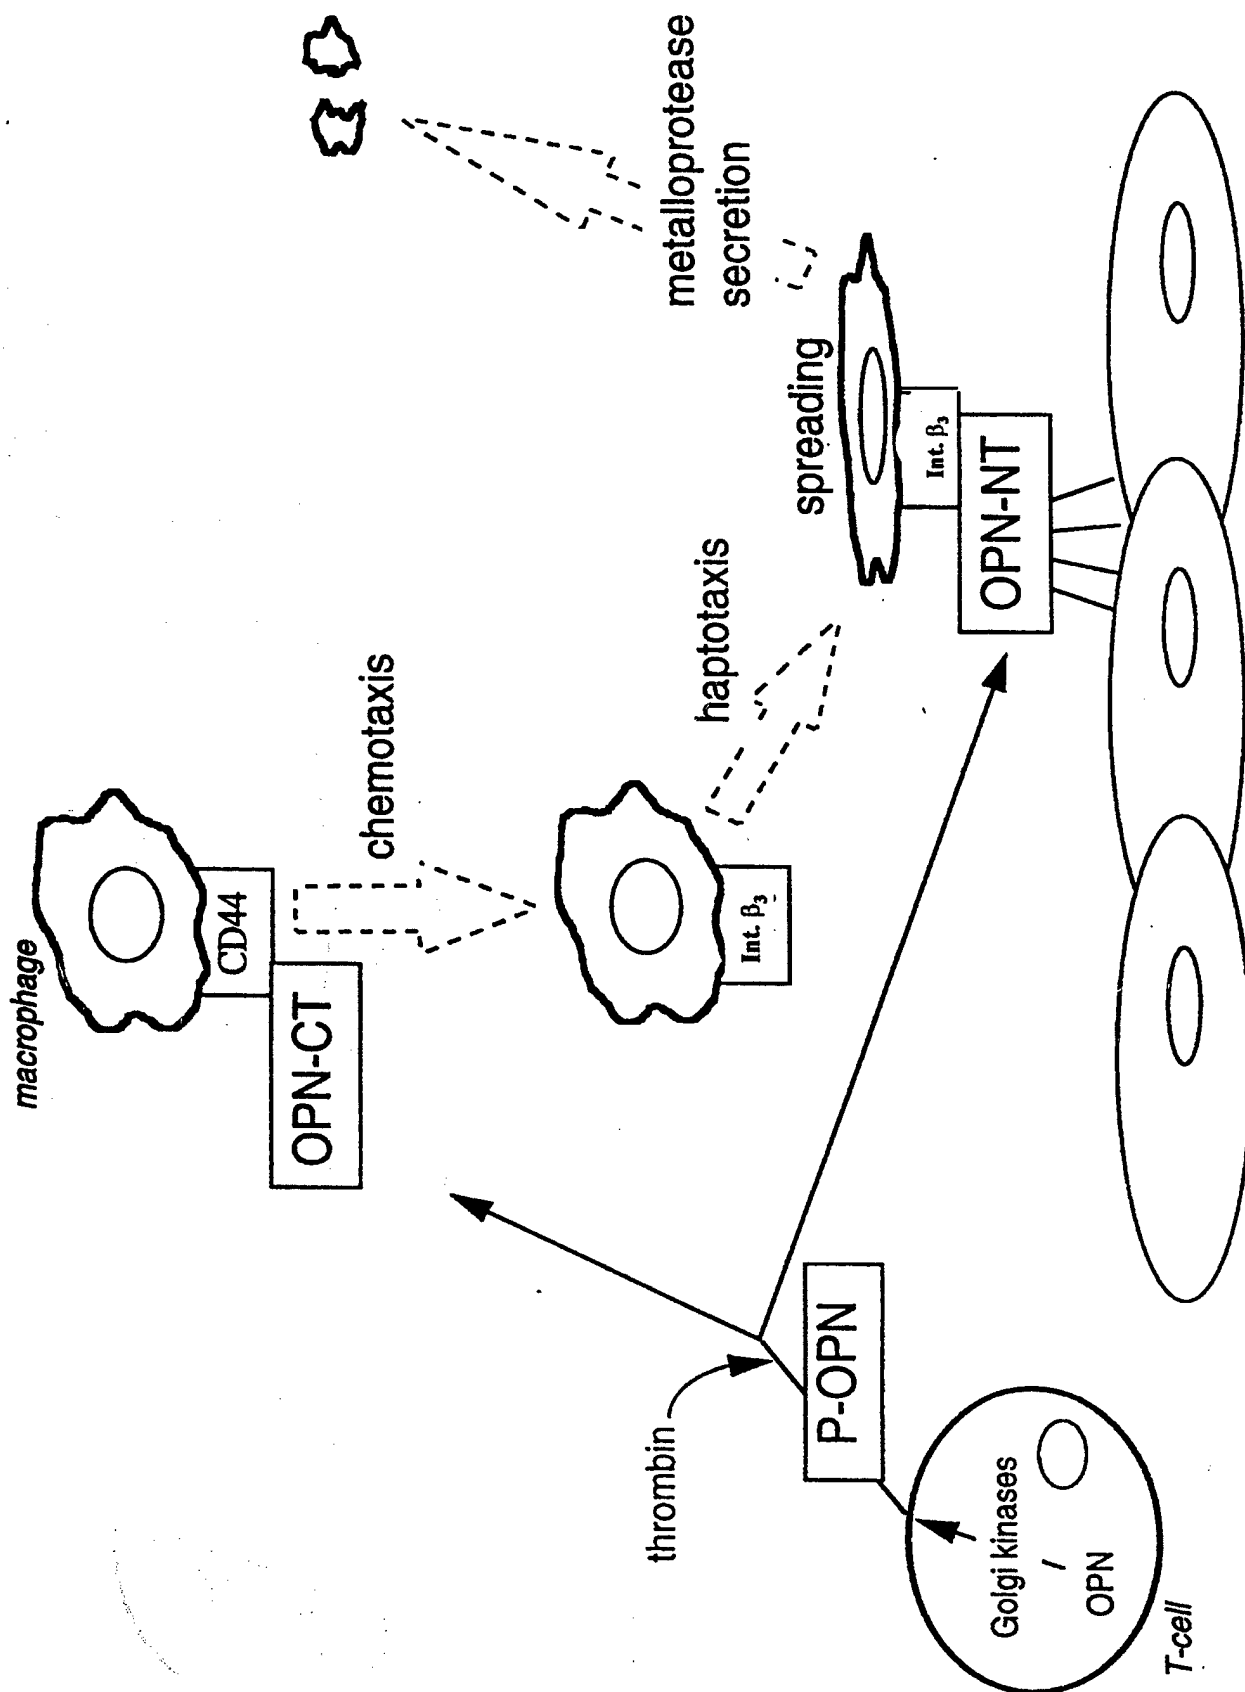 macrophage
CD44
OPN-CT
chemotaxis
Int. β₃
haptotaxis
metalloprotease
secretion
spreading
Int. β₃
OPN-NT
thrombin
P-OPN
Golgi kinases
/
OPN
T-cell